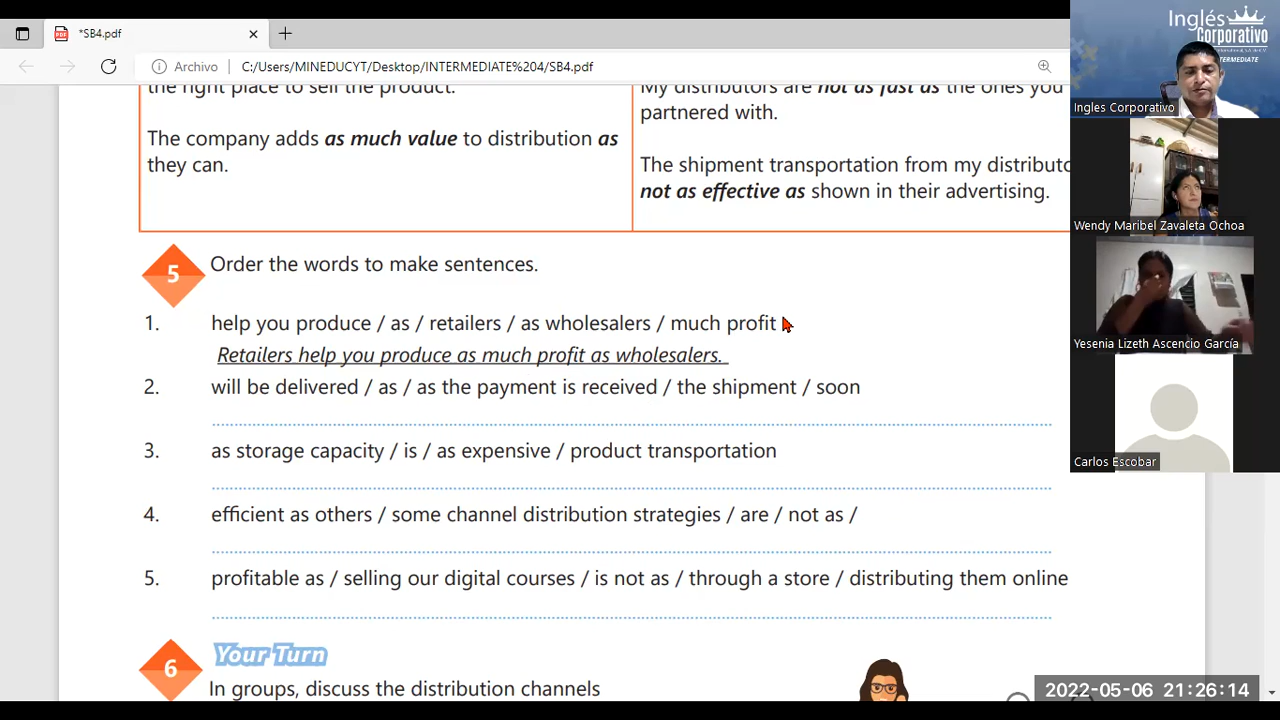 *SB4.pdf
Archivo
C:/Users/MINEDUCYT/Desktop/INTERMEDIATE%204/SB4.pdf
the right place to sell the product.
The company adds as much value to distribution as
they can.
My distributors are not as fast as the ones you
partnered with.
The shipment transportation from my distributo
not as effective as shown in their advertising.
5 Order the words to make sentences.
1. help you produce / as / retailers / as wholesalers / much profit
Retailers help you produce as much profit as wholesalers.
2. will be delivered / as / as the payment is received / the shipment / soon
3. as storage capacity / is / as expensive / product transportation
4. efficient as others / some channel distribution strategies / are / not as /
5. profitable as / selling our digital courses / is not as / through a store / distributing them online
6 Your Turn
In groups, discuss the distribution channels
Inglés
Corporativo
INTERMEDIATE
Ingles Corporativo
Wendy Maribel Zavaleta Ochoa
Yesenia Lizeth Ascencio García
Carlos Escobar
2022-05-06 21:26:14